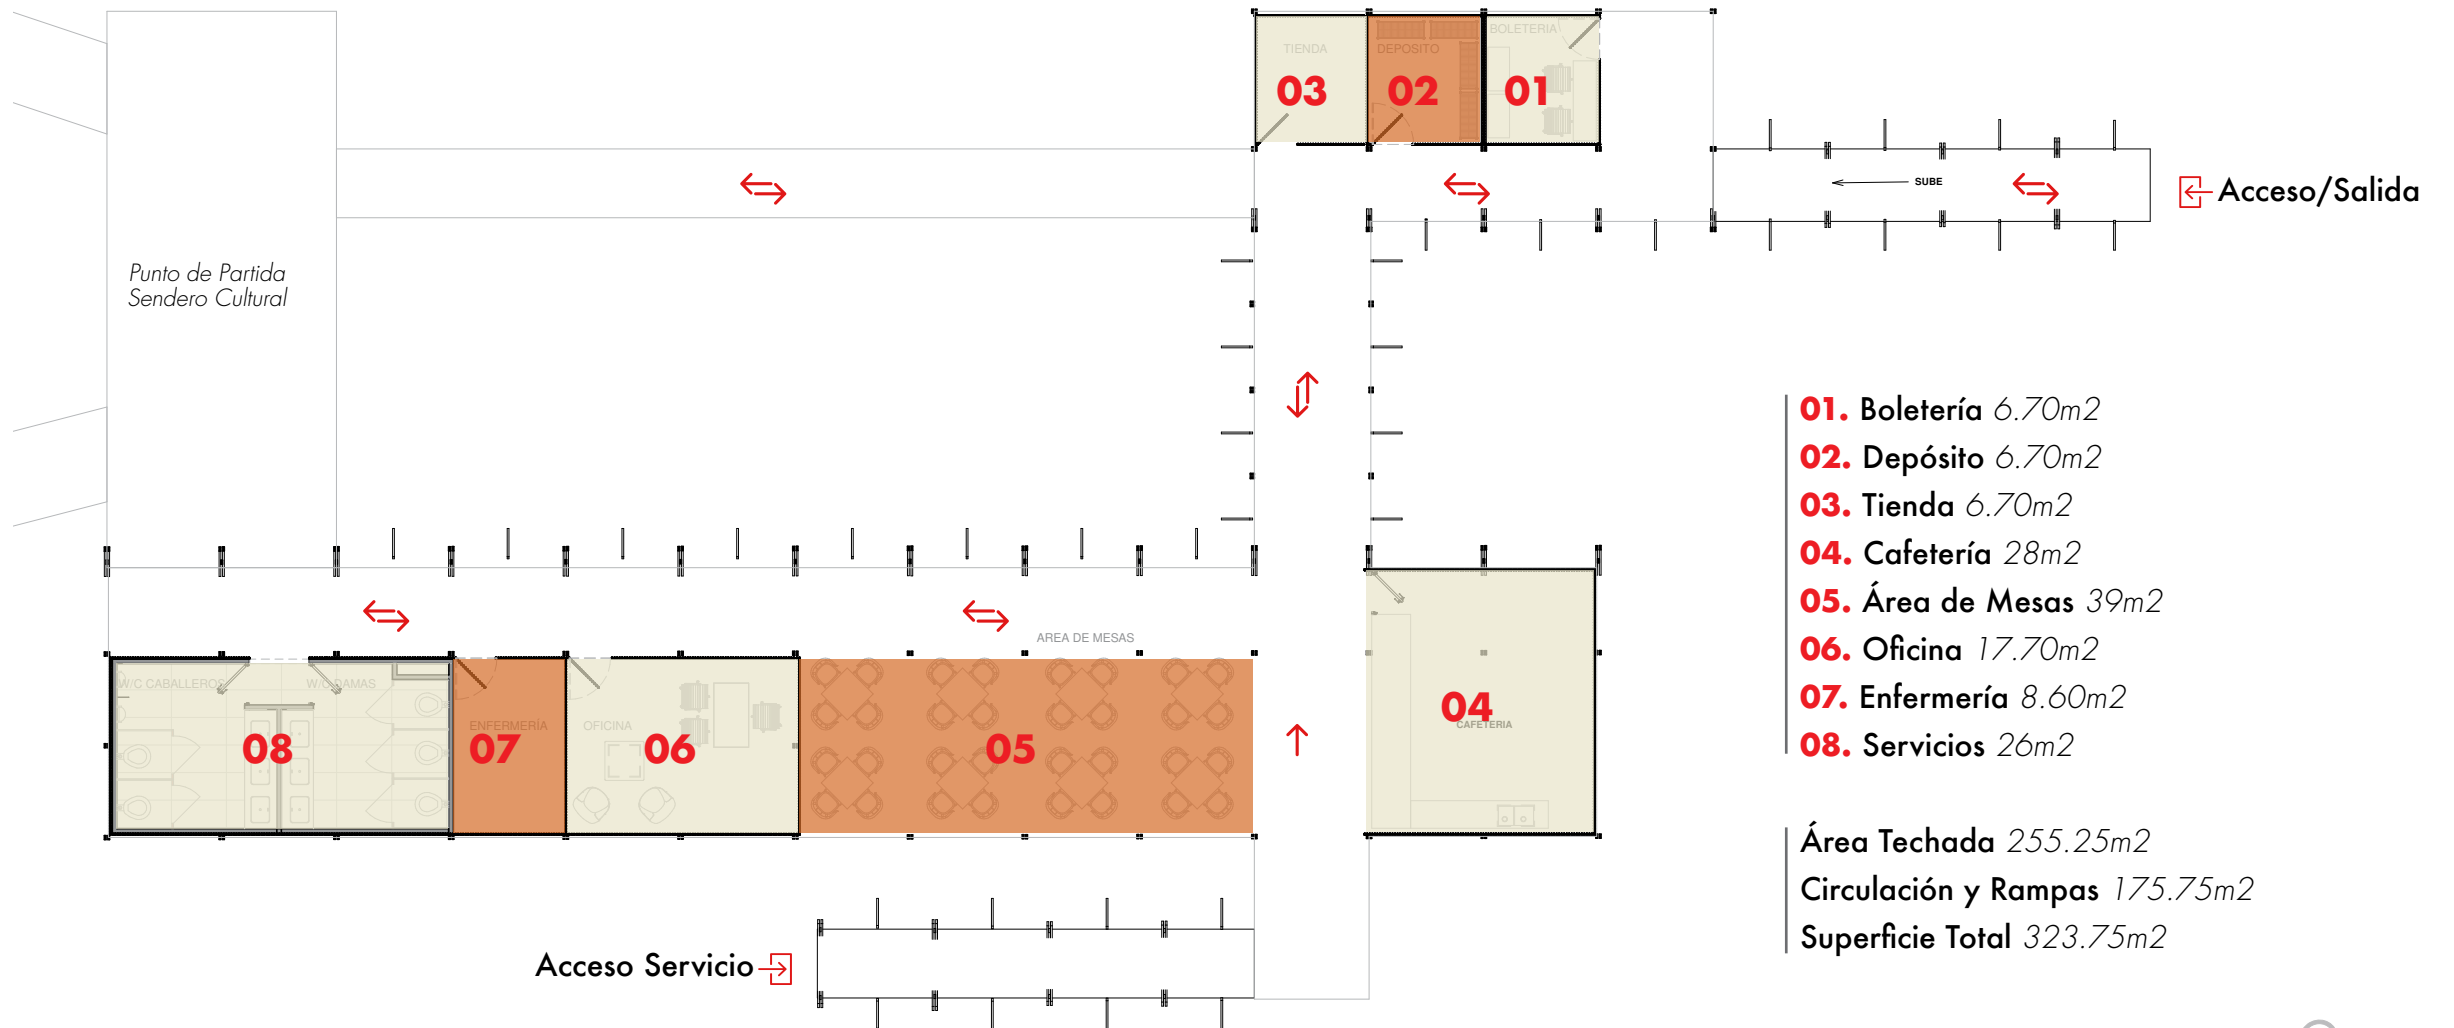 TIENDA
DEPOSITO
BOLETERIA
03
02
01
SUBE
Acceso/Salida
Punto de Partida
Sendero Cultural
AREA DE MESAS
W/C CABALLEROS
W/C DAMAS
ENFERMERÍA
OFICINA
CAFETERIA
08
07
06
05
04
01. Boletería 6.70m2
02. Depósito 6.70m2
03. Tienda 6.70m2
04. Cafetería 28m2
05. Área de Mesas 39m2
06. Oficina 17.70m2
07. Enfermería 8.60m2
08. Servicios 26m2
Área Techada 255.25m2
Circulación y Rampas 175.75m2
Superficie Total 323.75m2
Acceso Servicio